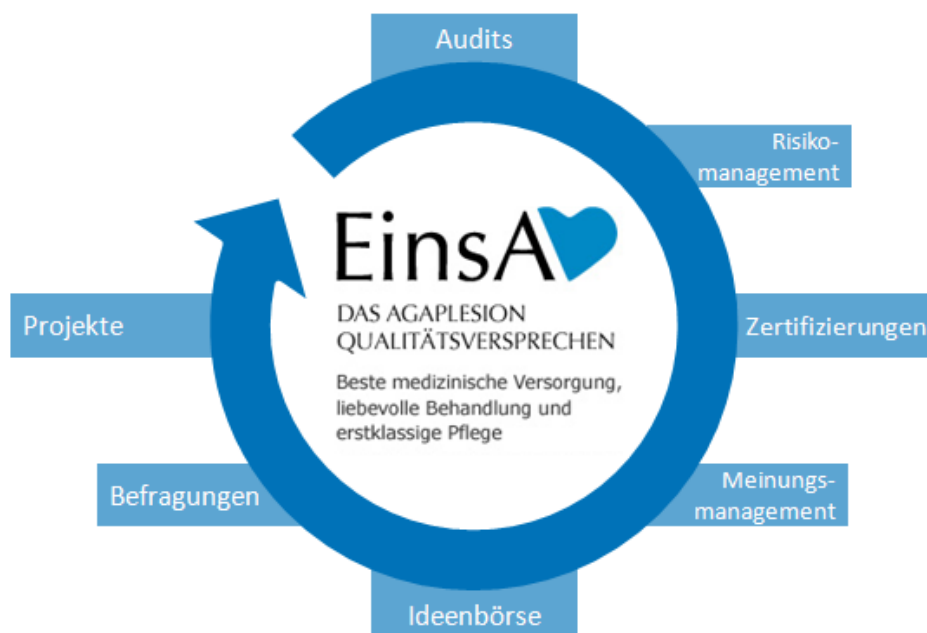 Audits
Risiko-
management
Zertifizierungen
Meinungs-
management
Ideenbörse
Befragungen
Projekte
EinsA
DAS AGAPLESION
QUALITÄTSVERSPRECHEN
Beste medizinische Versorgung,
liebevolle Behandlung und
erstklassige Pflege